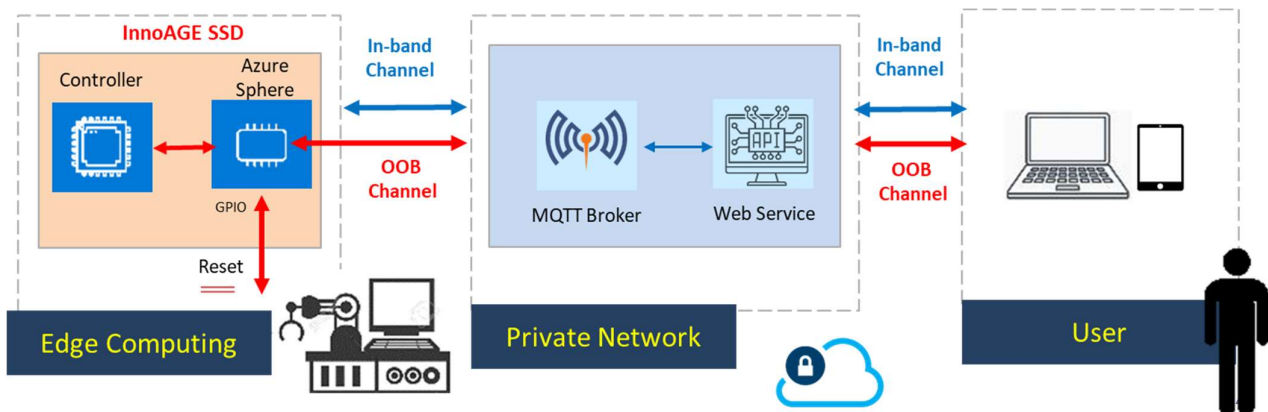 InnoAGE SSD
Controller
Azure
Sphere
GPIO
Reset
In-band
Channel
OOB
Channel
API
MQTT Broker
Web Service
In-band
Channel
OOB
Channel
Edge Computing
Private Network
User